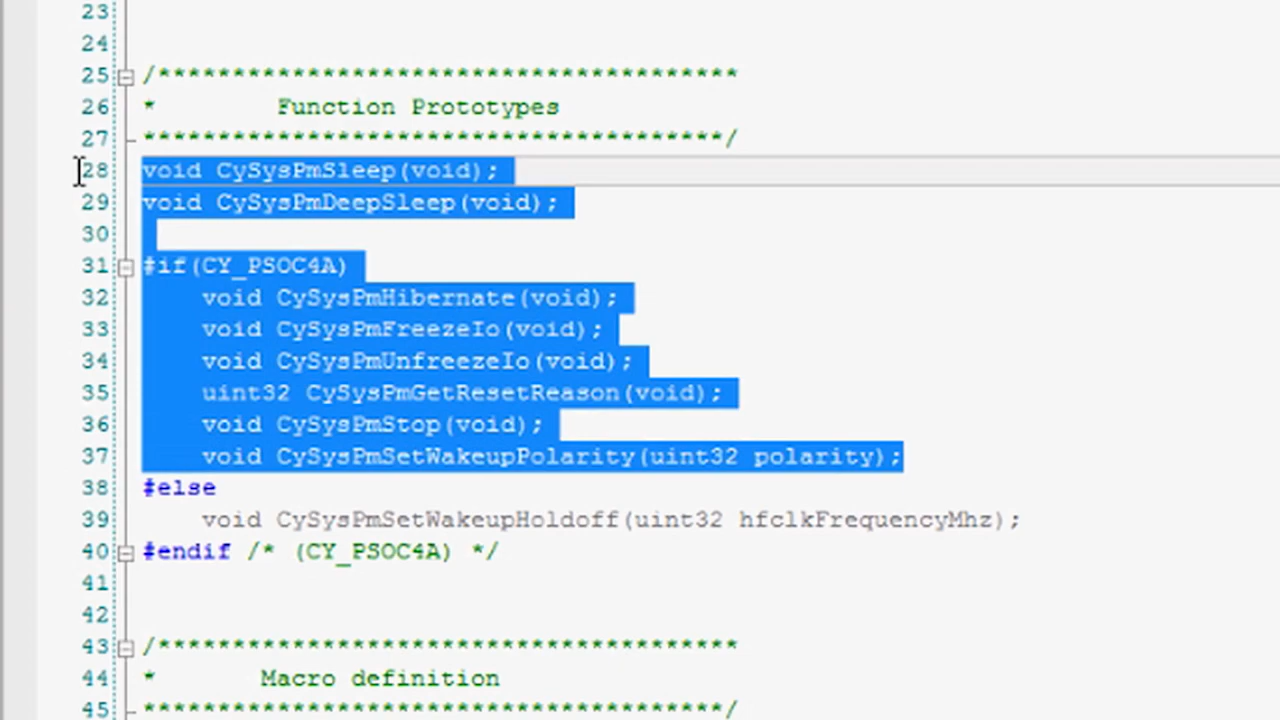 23
24
25 /***************************************
26 *        Function Prototypes
27 ***************************************/
28 void CySysPmSleep(void);
29 void CySysPmDeepSleep(void);
30
31 #if(CY_PSOC4A)
32     void CySysPmHibernate(void);
33     void CySysPmFreezeIo(void);
34     void CySysPmUnfreezeIo(void);
35     uint32 CySysPmGetResetReason(void);
36     void CySysPmStop(void);
37     void CySysPmSetWakeupPolarity(uint32 polarity);
38 #else
39     void CySysPmSetWakeupHoldoff(uint32 hfclkFrequencyMhz);
40 #endif /* (CY_PSOC4A) */
41
42
43 /***************************************
44 *       Macro definition
45 ***************************************/